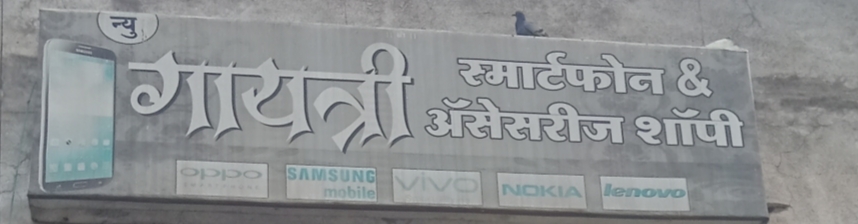 न्यु
गायत्री
स्मार्टफोन &
ॲसेसरीज शॉपी
oppo
SAMSUNG
mobile
vivo
NOKIA
lenovo